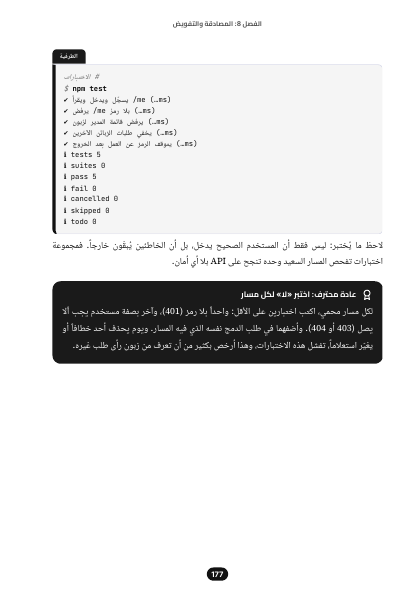 الفصل 8: المصادقة والتفويض
الطرفية
# الاختبارات
$ npm test
✔ يسجّل ويدخل ويقرأ /me (…ms)
✔ يرفض /me بلا رمز (…ms)
✔ يرفض قائمة المدير لزبون (…ms)
✔ يخفي طلبات الزبائن الآخرين (…ms)
✔ يتوقف الرمز عن العمل بعد الخروج (…ms)
ℹ tests 5
ℹ suites 0
ℹ pass 5
ℹ fail 0
ℹ cancelled 0
ℹ skipped 0
ℹ todo 0
لاحظ ما يُختبر: ليس فقط أن المستخدم الصحيح يدخل، بل أن الخاطئين يُبقَون خارجاً. فمجموعة
اختبارات تفحص المسار السعيد وحده تنجح على API بلا أي أمان.
عادة محترف: اختبر «لا» لكل مسار
لكل مسار محمي، اكتب اختبارين على الأقل: واحداً بلا رمز (401)، وآخر بصفة مستخدم يجب ألا
يصل (403 أو 404). وأضفهما في طلب الدمج نفسه الذي فيه المسار. ويوم يحذف أحد خطافاً أو
يغيّر استعلاماً، تفشل هذه الاختبارات، وهذا أرخص بكثير من أن تعرف من زبون رأى طلب غيره.
177